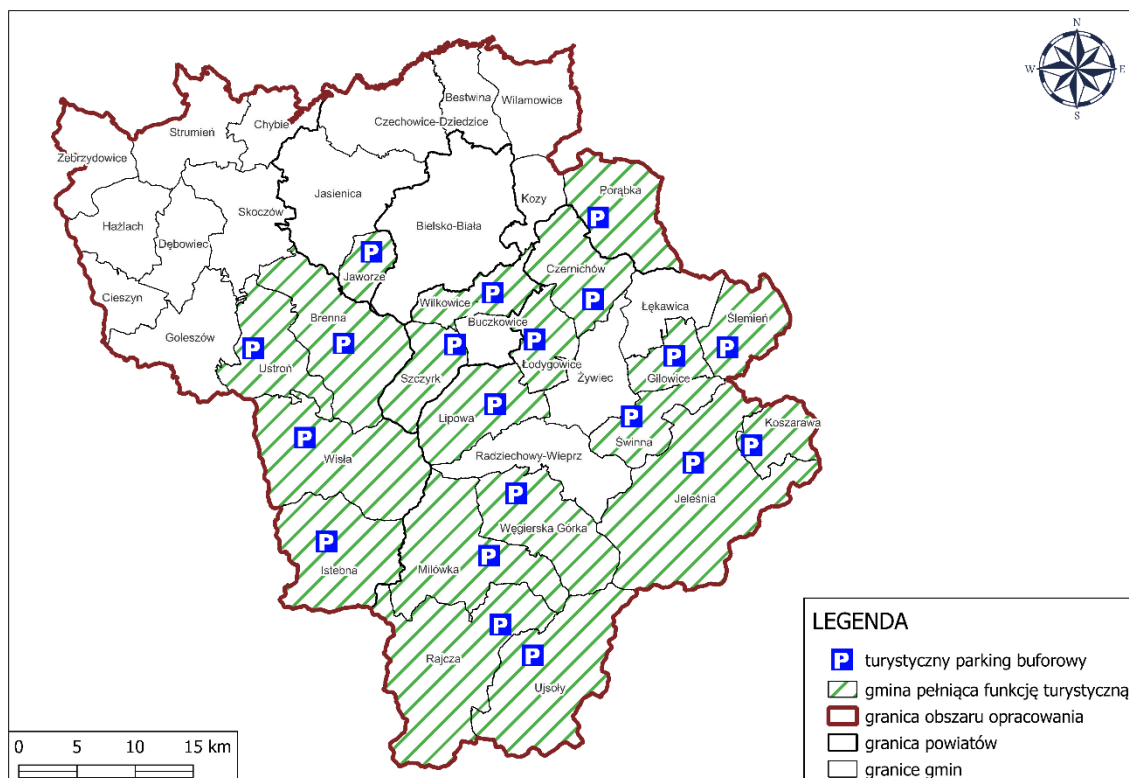 N
W E
S
Bestwina
Wilamowice
Chybie
Strumień
Czechowice-Dziedzice
Zebrzydowice
Kozy
Porąbka
Jasienica
Skoczów
Bielsko-Biała
Hażlach
Dębowiec
P
P
Czernichów
Jaworze
Cieszyn
P
Wilkowice
P
Łękawica
Brenna
Buczkowice
Ślemień
Goleszów
P
P
P
P
P
P
Ustroń
P
Łodygowice
Gilowice
Szczyrk
Żywiec
P
Lipowa
P
Koszarawa
P
Świnna
P
Wisła
Radziechowy-Wieprz
P
Jeleśnia
P
Węgierska Górka
P
P
Istebna
Milówka
P
Rajcza
P
Ujsoły
LEGENDA
P turystyczny parking buforowy
gmina pełniąca funkcję turystyczną
granica obszaru opracowania
granica powiatów
granice gmin
0 5 10 15 km